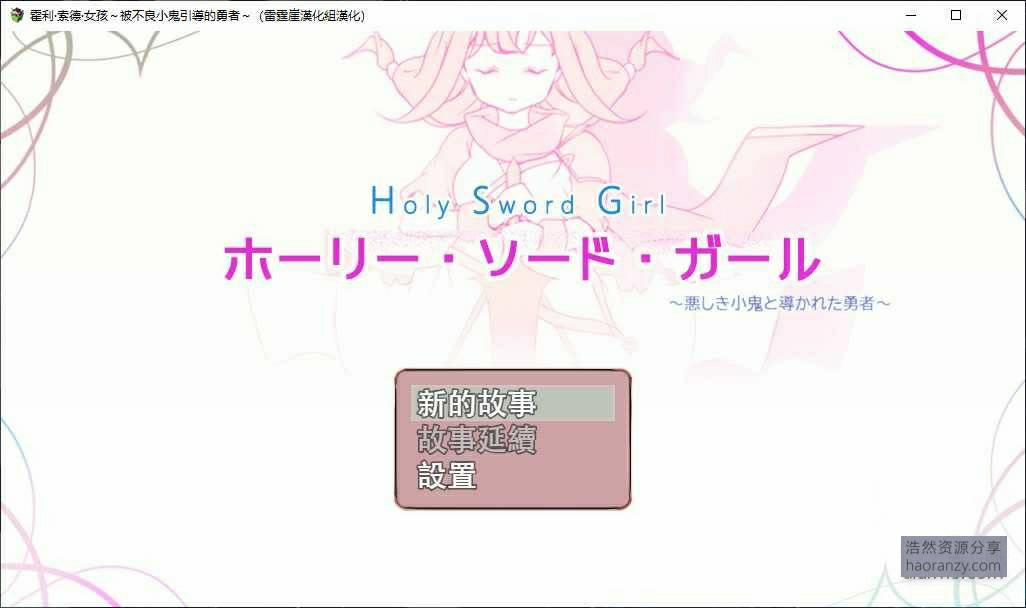 霍利·索德·女孩～被不良小鬼引導的勇者～（雷霆崖漢化組漢化）
Holy Sword Girl
ホーリー・ソード・ガール
～悪しき小鬼と導かれた勇者～
新的故事
故事延續
設置
浩然资源分享
haoranzy.com